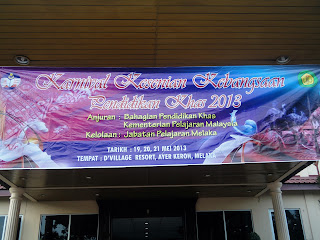 Karnival Kesenian Kebangsaan
Pendidikan Khas 2013
Anjuran : Bahagian Pendidikan Khas
Kementerian Pelajaran Malaysia
Kelolaan : Jabatan Pelajaran Melaka
TARIKH : 19, 20, 21 MEI 2013
TEMPAT : D'VILLAGE RESORT, AYER KEROH, MELAKA